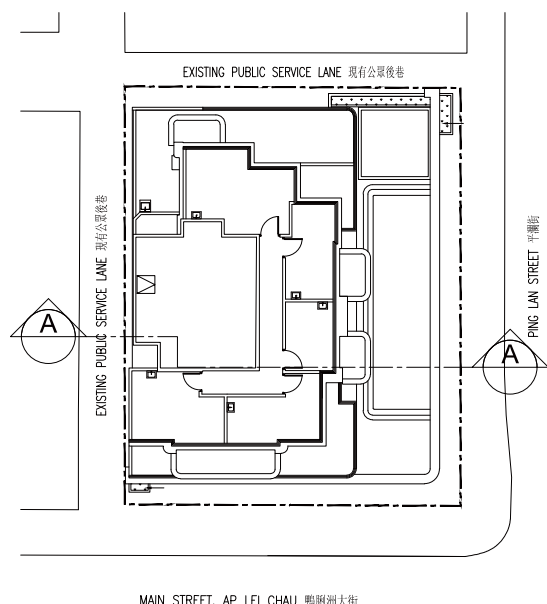 EXISTING PUBLIC SERVICE LANE 現有公眾後巷
EXISTING PUBLIC SERVICE LANE 現有公眾後巷
PING LAN STREET 平瀾街
A
A
MAIN STREET, AP LEI CHAU 鴨脷洲大街